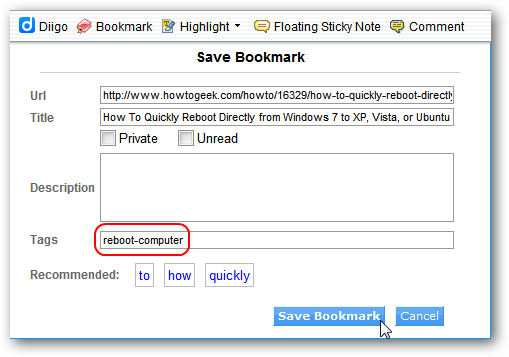 Diigo Bookmark Highlight Floating Sticky Note Comment
Save Bookmark
Url http://www.howtogeek.com/howto/16329/how-to-quickly-reboot-directly
Title How To Quickly Reboot Directly from Windows 7 to XP, Vista, or Ubuntu
Private Unread
Description
Tags reboot-computer
Recommended: to how quickly
Save Bookmark Cancel